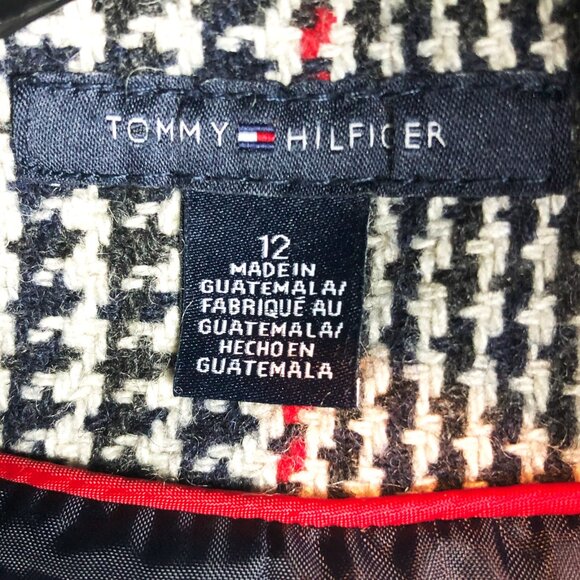 TOMMY HILFIGER
12
MADE IN
GUATEMALA/
FABRIQUÉ AU
GUATEMALA/
HECHO EN
GUATEMALA